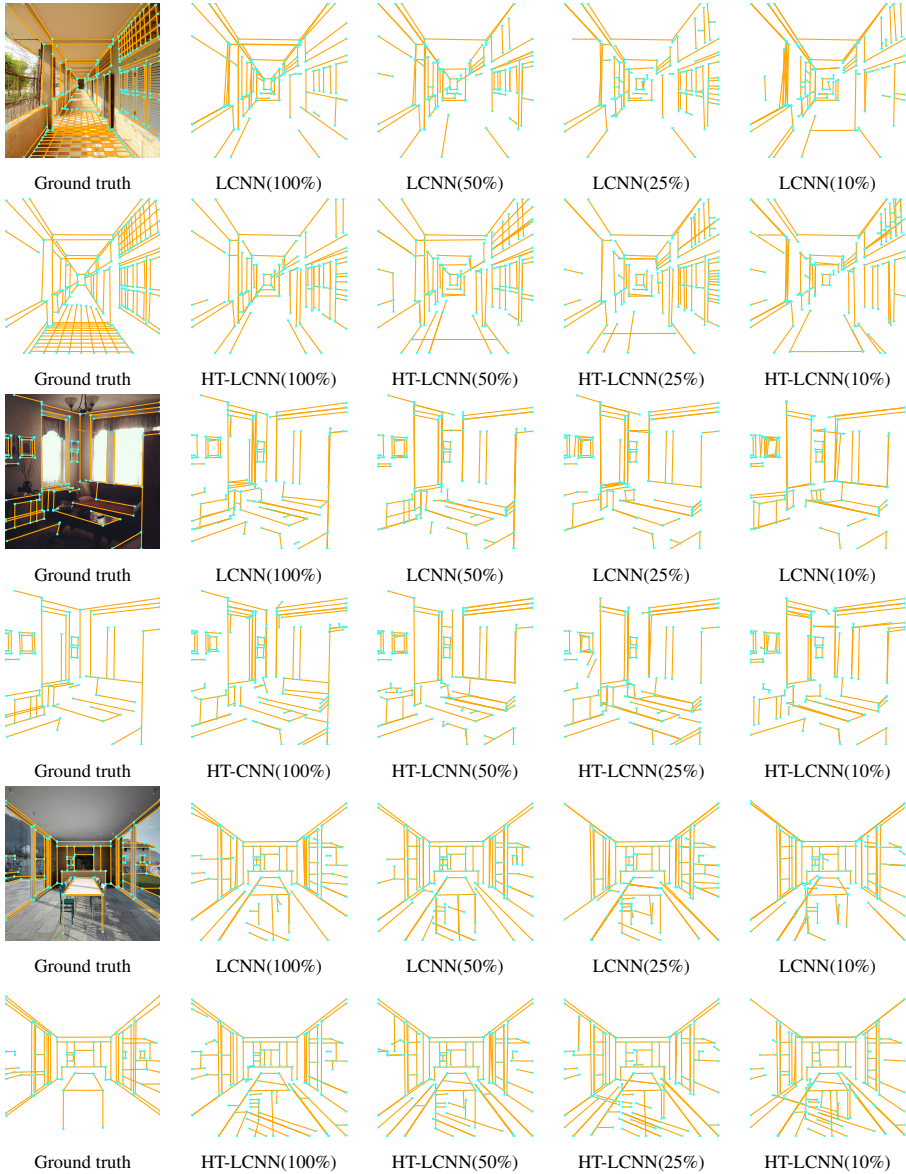 Ground truth LCNN(100%) LCNN(50%) LCNN(25%) LCNN(10%)
Ground truth HT-LCNN(100%) HT-LCNN(50%) HT-LCNN(25%) HT-LCNN(10%)
Ground truth LCNN(100%) LCNN(50%) LCNN(25%) LCNN(10%)
Ground truth HT-CNN(100%) HT-LCNN(50%) HT-LCNN(25%) HT-LCNN(10%)
Ground truth LCNN(100%) LCNN(50%) LCNN(25%) LCNN(10%)
Ground truth HT-LCNN(100%) HT-LCNN(50%) HT-LCNN(25%) HT-LCNN(10%)